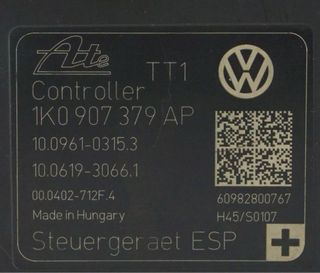 Ate TT1
Controller
1K0 907 379 AP
10.0961-0315.3
10.0619-3066.1
00.0402-712F.4 60982800767
Made in Hungary H45/S0107
Steuergeraet ESP